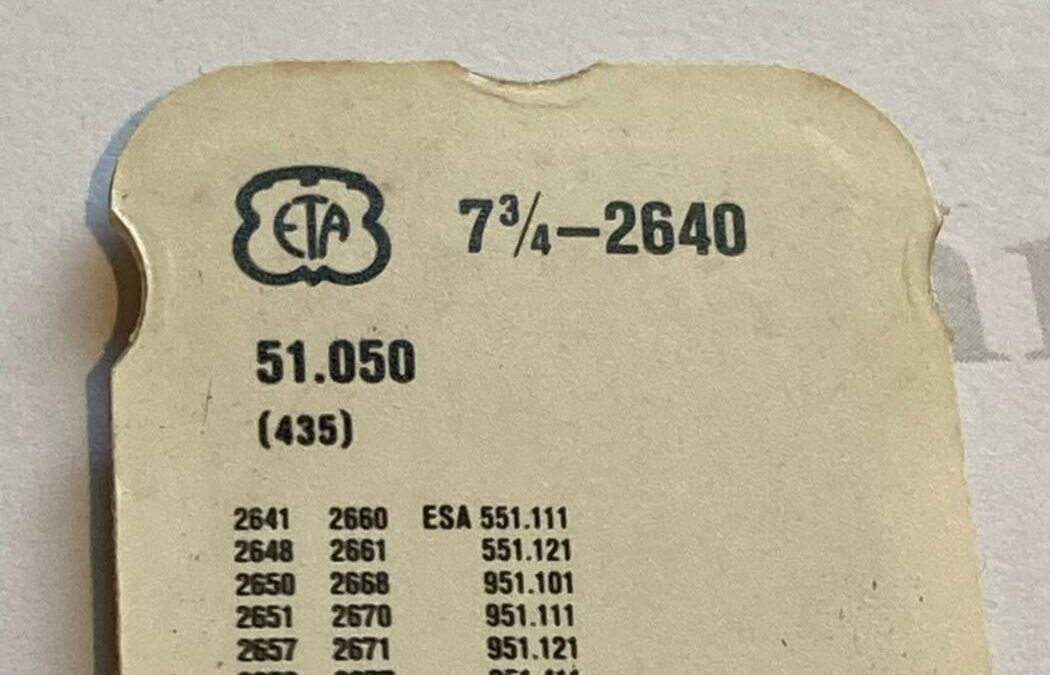 ETA 7¾–2640
51.050
(435)
2641 2660 ESA 551.111
2648 2661 551.121
2650 2668 951.101
2651 2670 951.111
2657 2671 951.121